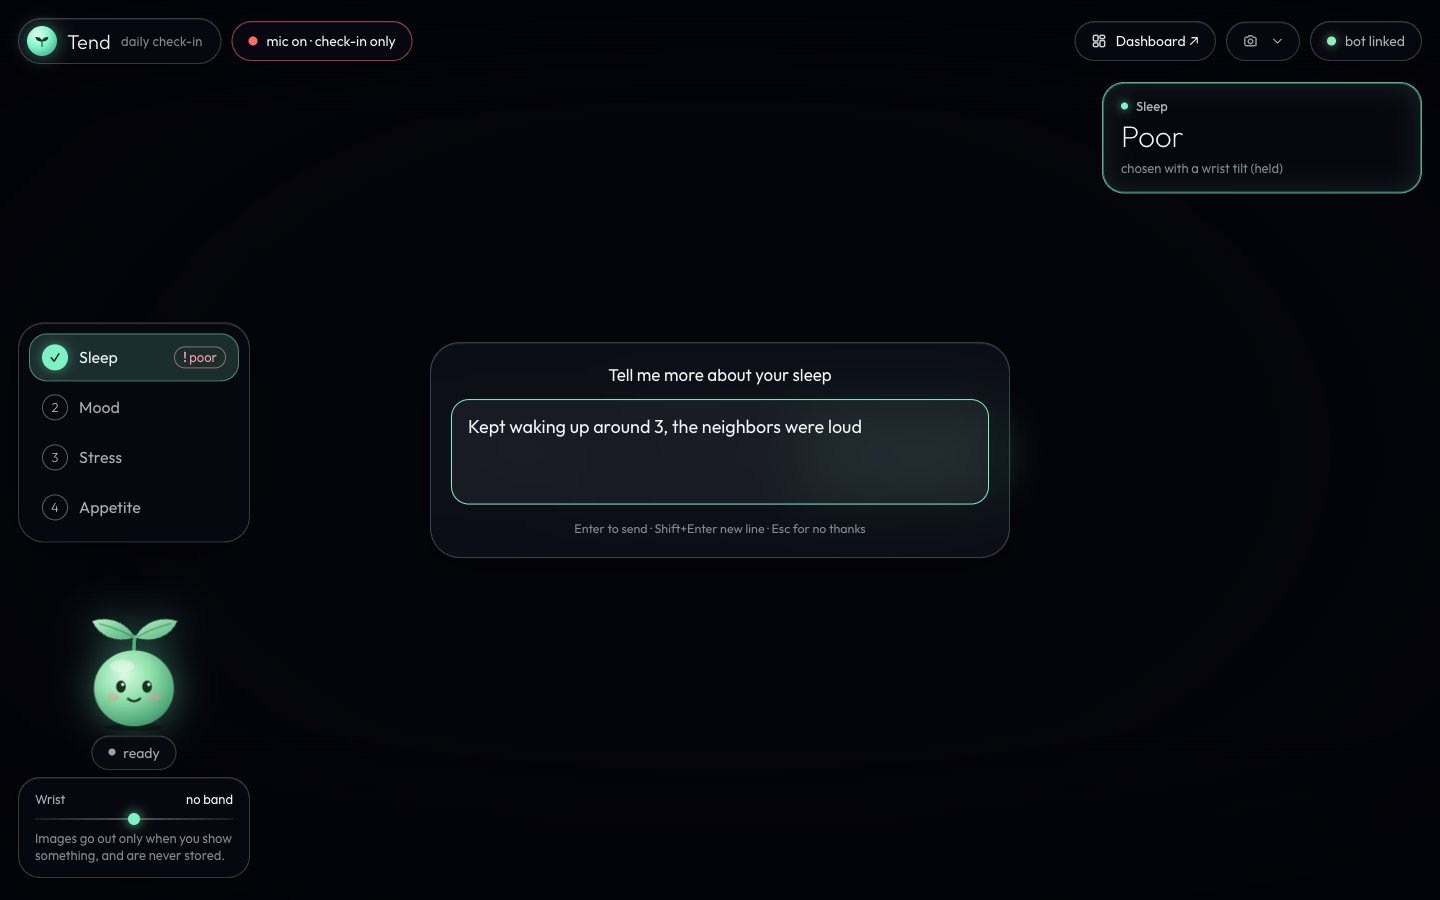 Tend daily check-in
mic on · check-in only
Dashboard ↗
bot linked
Sleep
Poor
chosen with a wrist tilt (held)
Sleep ! poor
2 Mood
3 Stress
4 Appetite
Tell me more about your sleep
Kept waking up around 3, the neighbors were loud
Enter to send · Shift+Enter new line · Esc for no thanks
ready
Wrist no band
Images go out only when you show
something, and are never stored.